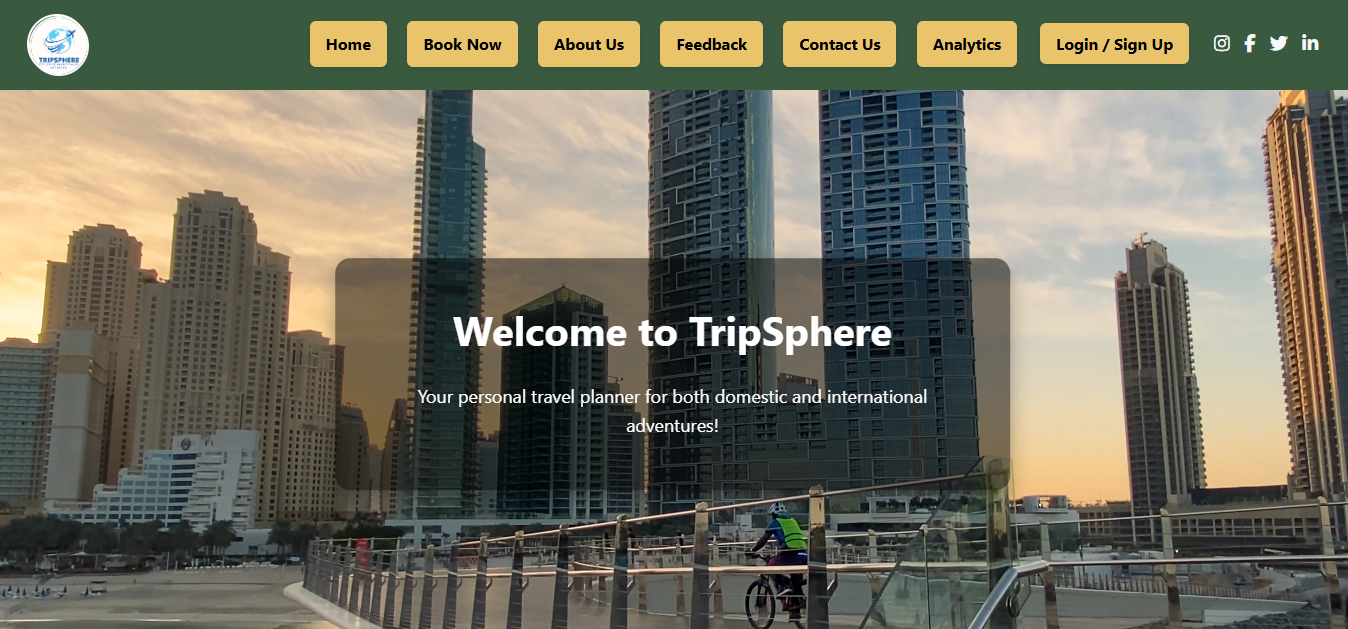 TRIPSPHERE
Home
Book Now
About Us
Feedback
Contact Us
Analytics
Login / Sign Up
Welcome to TripSphere
Your personal travel planner for both domestic and international
adventures!